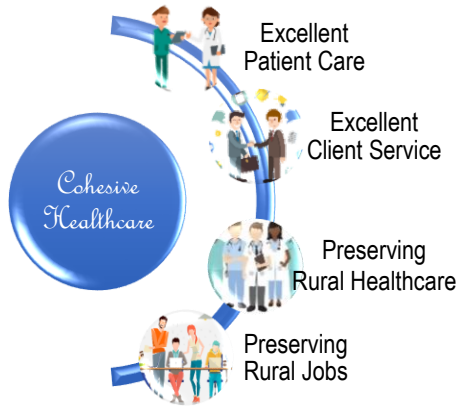 Cohesive
Healthcare
Excellent
Patient Care
Excellent
Client Service
Preserving
Rural Healthcare
Preserving
Rural Jobs